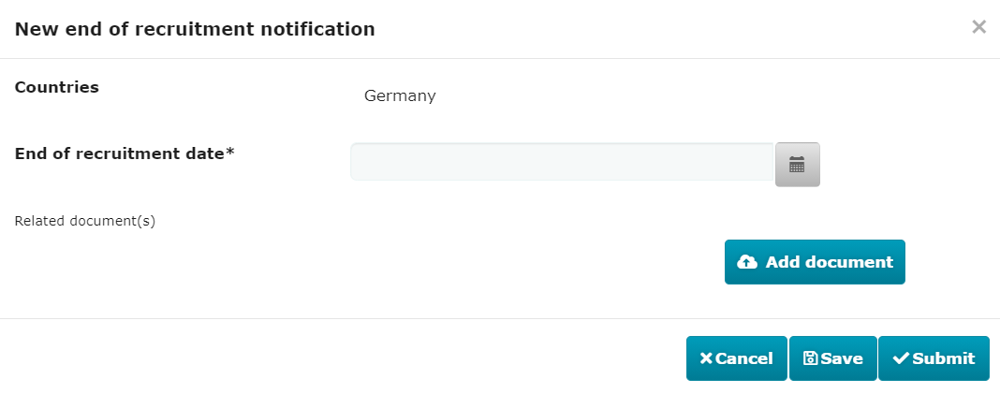 New end of recruitment notification
Countries
Germany
End of recruitment date*
Related document(s)
Add document
Cancel Save Submit